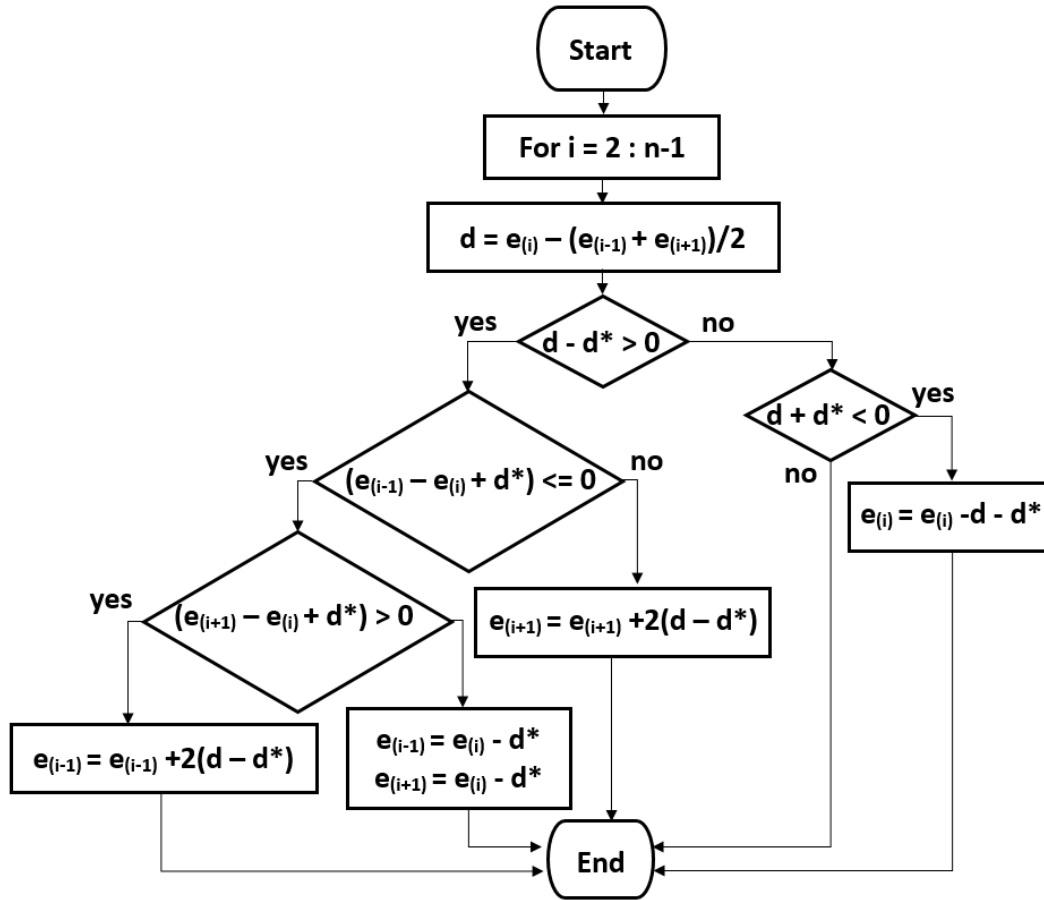 Start
For i = 2 : n-1
d = e(i) – (e(i-1) + e(i+1))/2
yes
d - d* > 0
no
d + d* < 0
yes
no
yes
(e(i-1) – e(i) + d*) <= 0
no
e(i) = e(i) -d - d*
yes
(e(i+1) – e(i) + d*) > 0
e(i+1) = e(i+1) +2(d – d*)
e(i-1) = e(i-1) +2(d – d*)
e(i-1) = e(i) - d*
e(i+1) = e(i) - d*
End